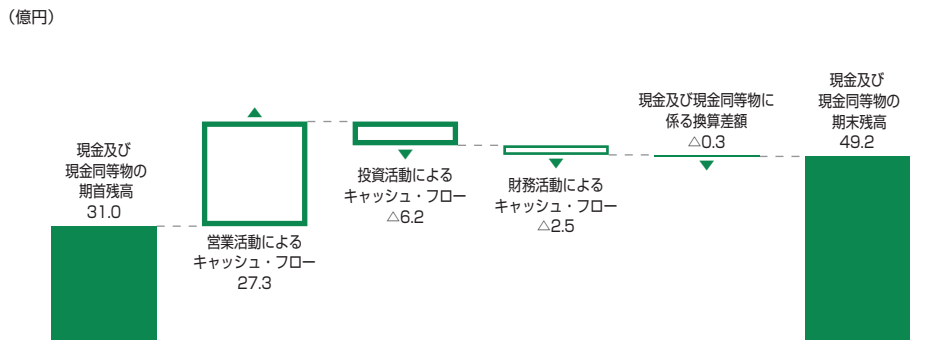 （億円）
現金及び
現金同等物の
期首残高
31.0
営業活動による
キャッシュ・フロー
27.3
投資活動による
キャッシュ・フロー
△6.2
財務活動による
キャッシュ・フロー
△2.5
現金及び現金同等物に
係る換算差額
△0.3
現金及び
現金同等物の
期末残高
49.2